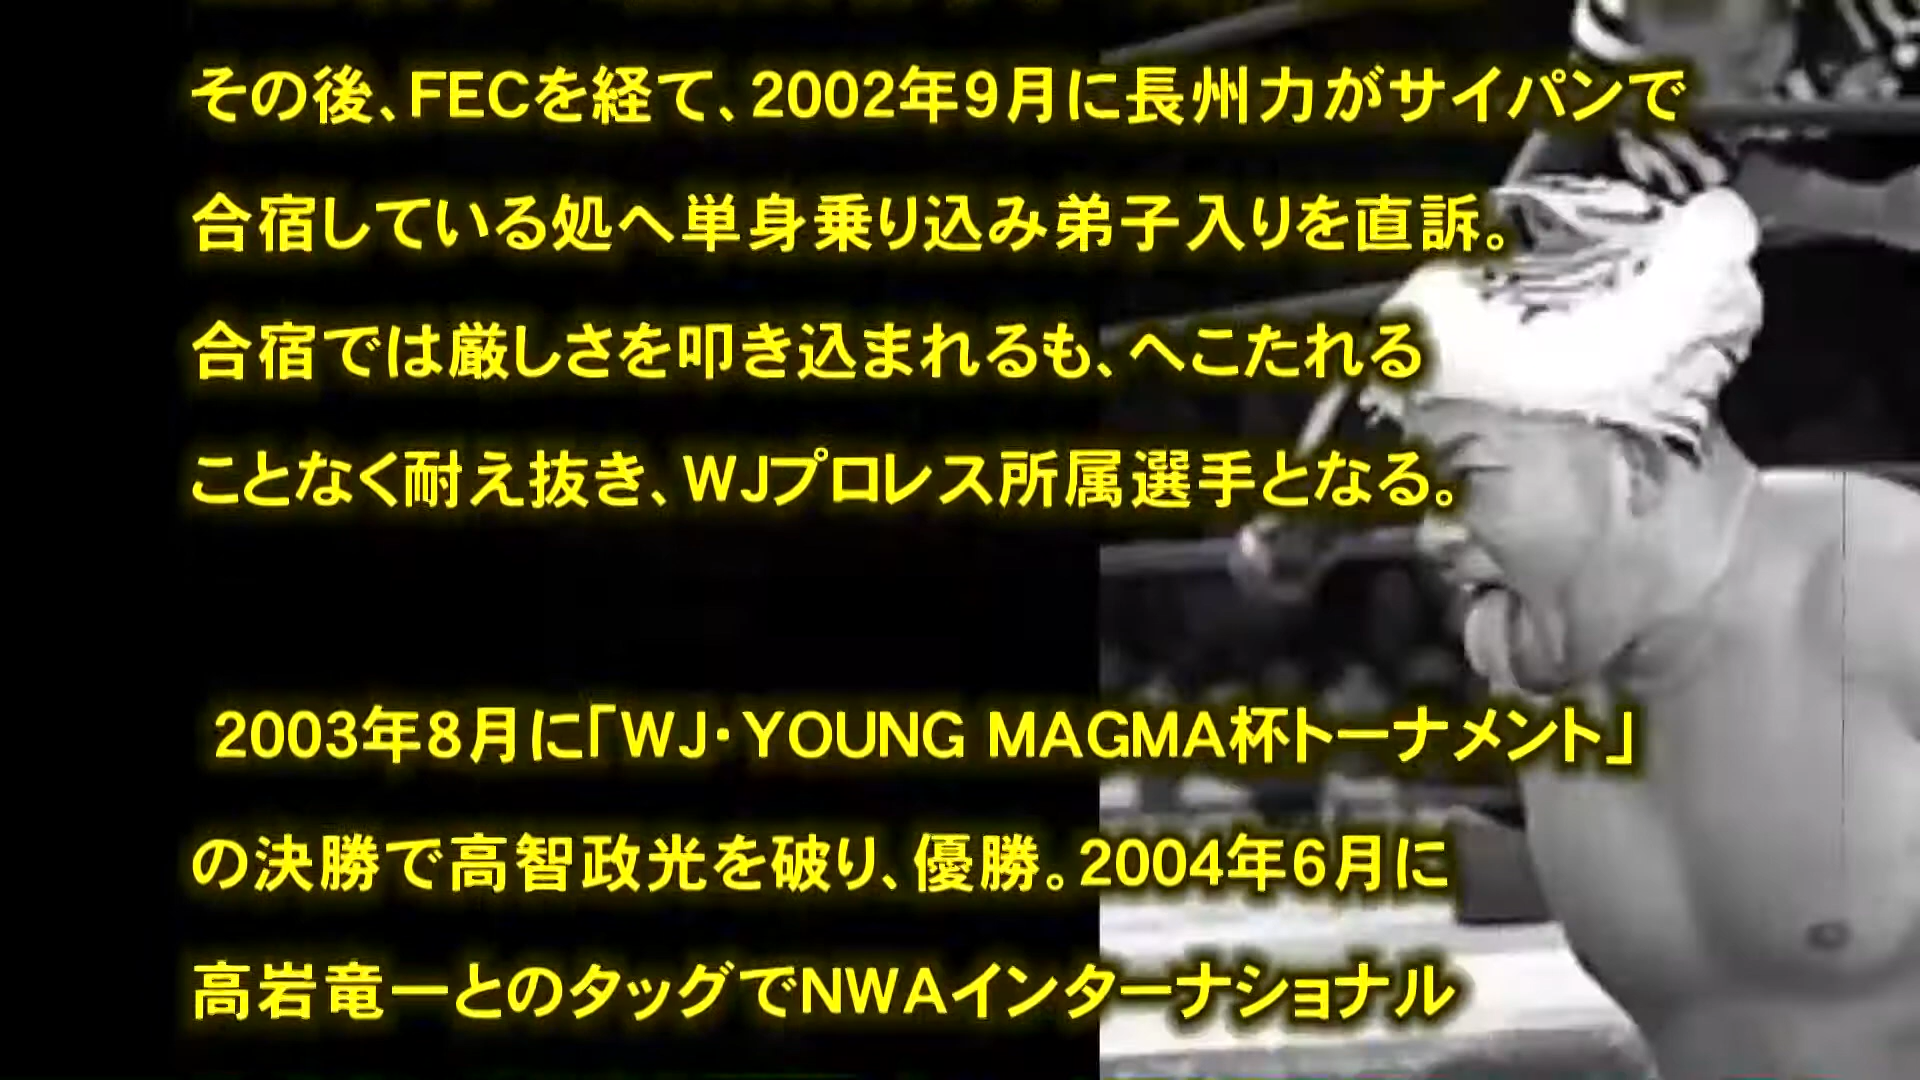 その後、FECを経て、2002年9月に長州力がサイパンで
合宿している処へ単身乗り込み弟子入りを直訴。
合宿では厳しさを叩き込まれるも、へこたれる
ことなく耐え抜き、WJプロレス所属選手となる。
2003年8月に「WJ・YOUNG MAGMA杯トーナメント」
の決勝で高智政光を破り、優勝。2004年6月に
高岩竜一とのタッグでNWAインターナショナル